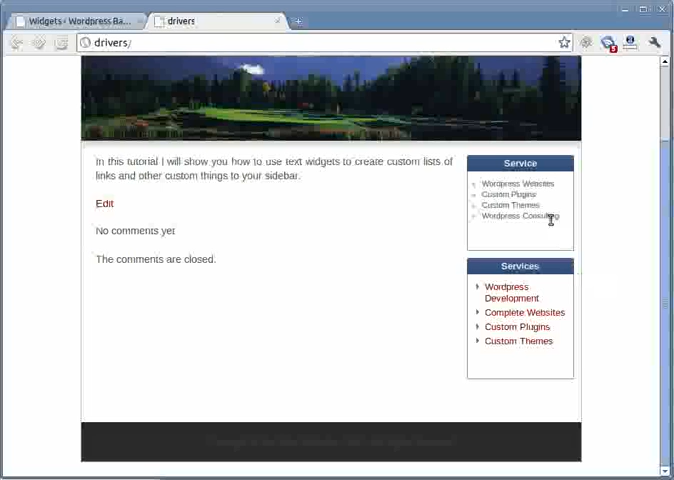 Widgets ‹ Wordpress Ba...
drivers
drivers/
In this tutorial I will show you how to use text widgets to create custom lists of
links and other custom things to your sidebar.
Edit
No comments yet
The comments are closed.
Service
Wordpress Websites
Custom Plugins
Custom Themes
Wordpress Consulting
Services
Wordpress
Development
Complete Websites
Custom Plugins
Custom Themes